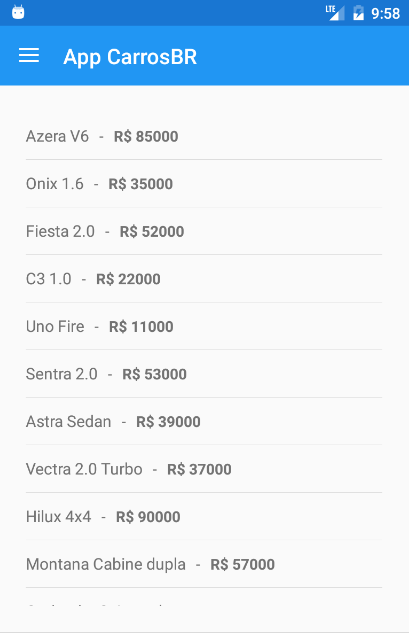 LTE 9:58
App CarrosBR
Azera V6 - R$ 85000
Onix 1.6 - R$ 35000
Fiesta 2.0 - R$ 52000
C3 1.0 - R$ 22000
Uno Fire - R$ 11000
Sentra 2.0 - R$ 53000
Astra Sedan - R$ 39000
Vectra 2.0 Turbo - R$ 37000
Hilux 4x4 - R$ 90000
Montana Cabine dupla - R$ 57000